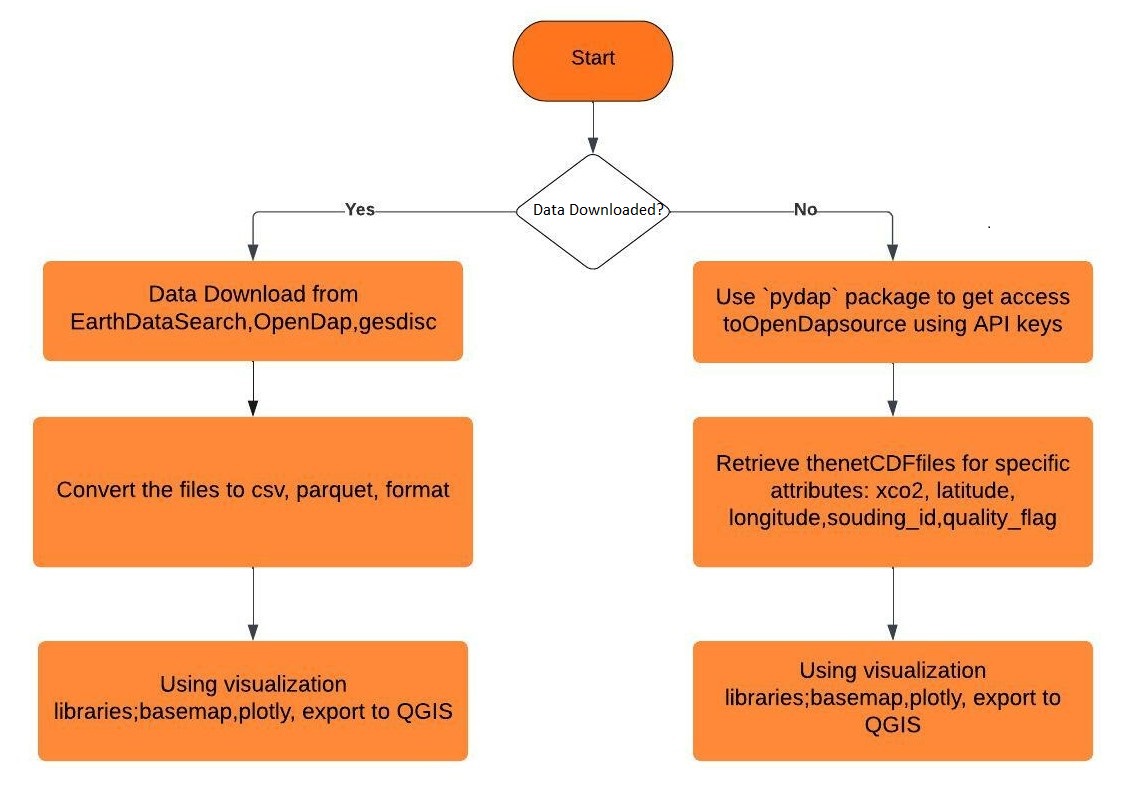 Start
Data Downloaded?
Yes
No
Data Download from
EarthDataSearch,OpenDap,gesdisc
Use `pydap` package to get access
toOpenDapsource using API keys
Convert the files to csv, parquet, format
Retrieve thenetCDFfiles for specific
attributes: xco2, latitude,
longitude,souding_id,quality_flag
Using visualization
libraries;basemap,plotly, export to QGIS
Using visualization
libraries;basemap,plotly, export to
QGIS